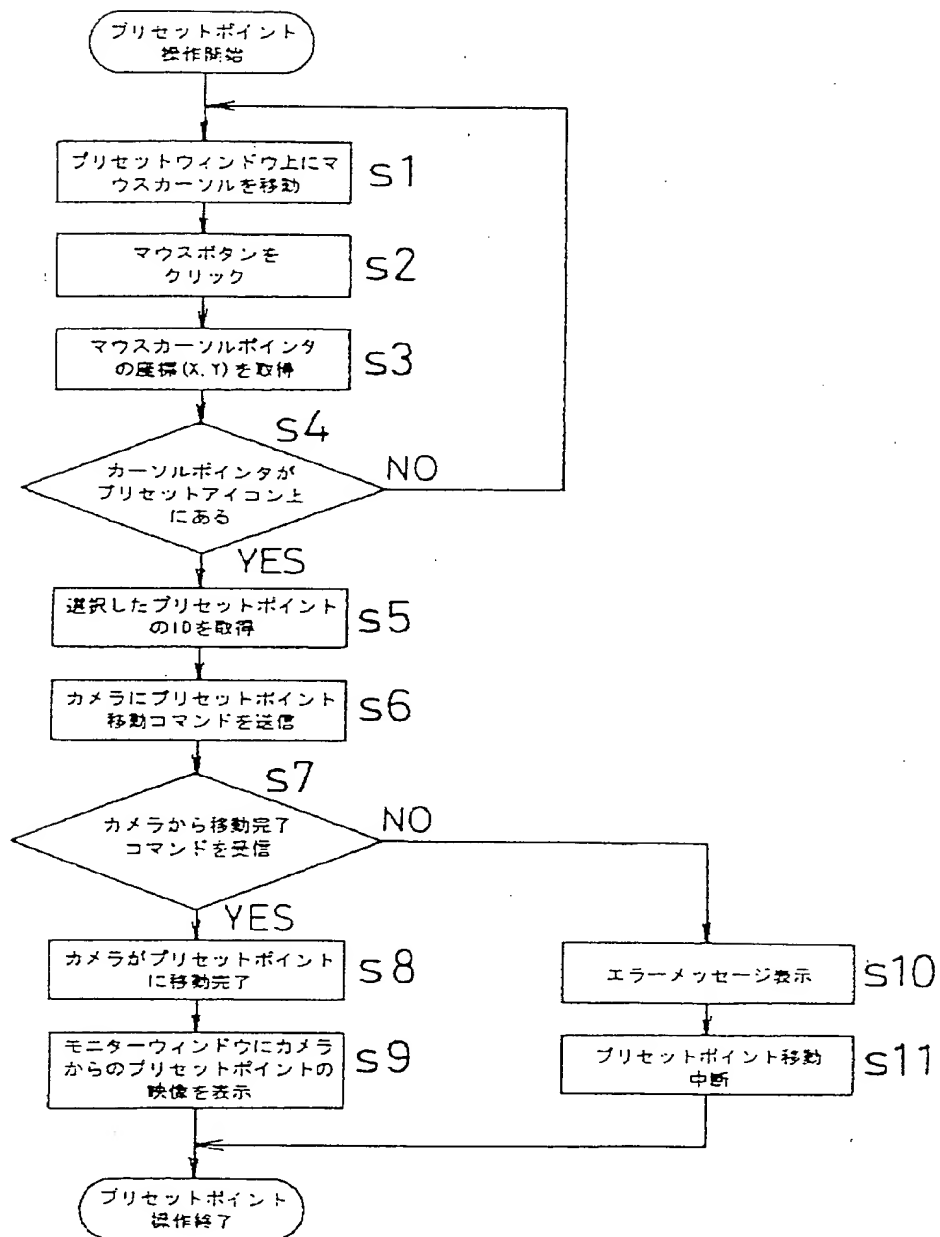 プリセットポイント
操作開始
プリセットウィンドウ上にマ
ウスカーソルを移動
s1
マウスボタンを
クリック
s2
マウスカーソルポインタ
の座標(X,Y)を取得
s3
s4
カーソルポインタが
プリセットアイコン上
にある
NO
YES
選択したプリセットポイント
のIDを取得
s5
カメラにプリセットポイント
移動コマンドを送信
s6
s7
カメラから移動完了
コマンドを受信
NO
YES
カメラがプリセットポイント
に移動完了
s8
エラーメッセージ表示
s10
モニターウィンドウにカメラ
からのプリセットポイントの
映像を表示
s9
プリセットポイント移動
中断
s11
プリセットポイント
操作終了